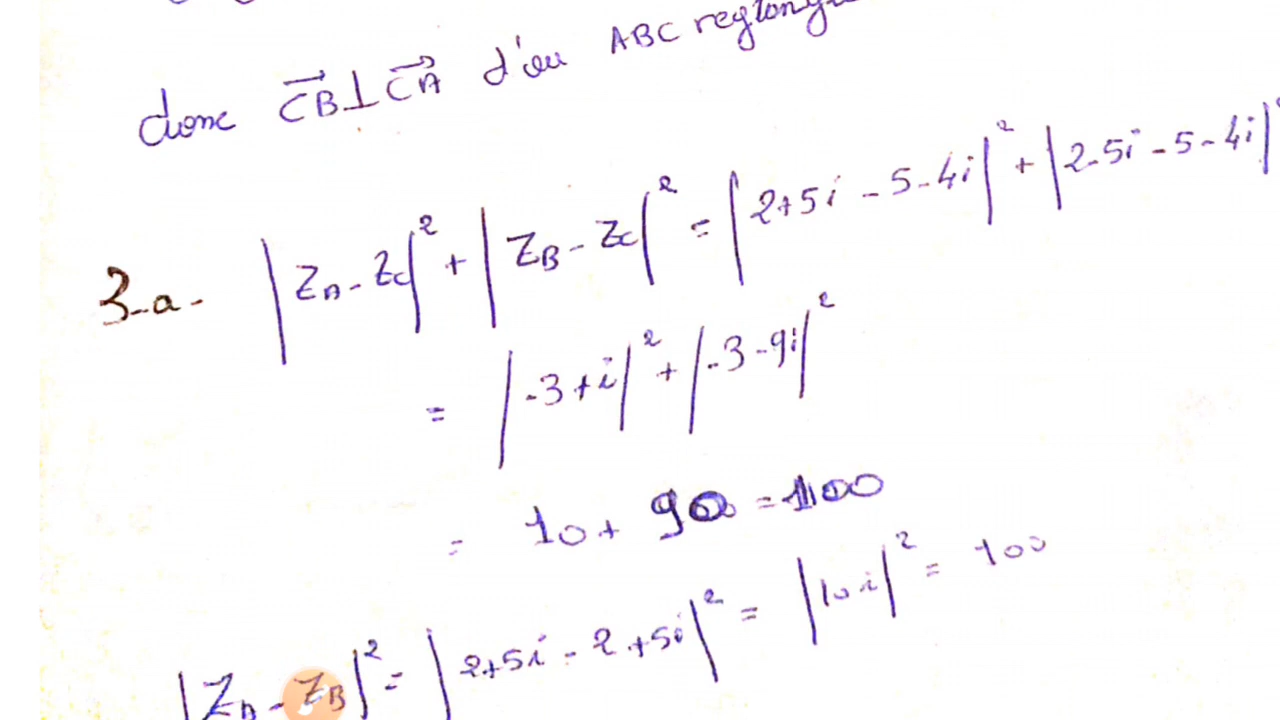 donc CB⊥CA d'ou ABC
3-a- |ZA - Zc|² + |ZB - Zc|² = |2+5i - 5-4i|² + |2-5i - 5-4i|²
= |-3+i|² + |-3-9i|²
= 10 + 90 = 100
|ZA - ZB|² = |2+5i - 2+5i|² = |10i|² = 100